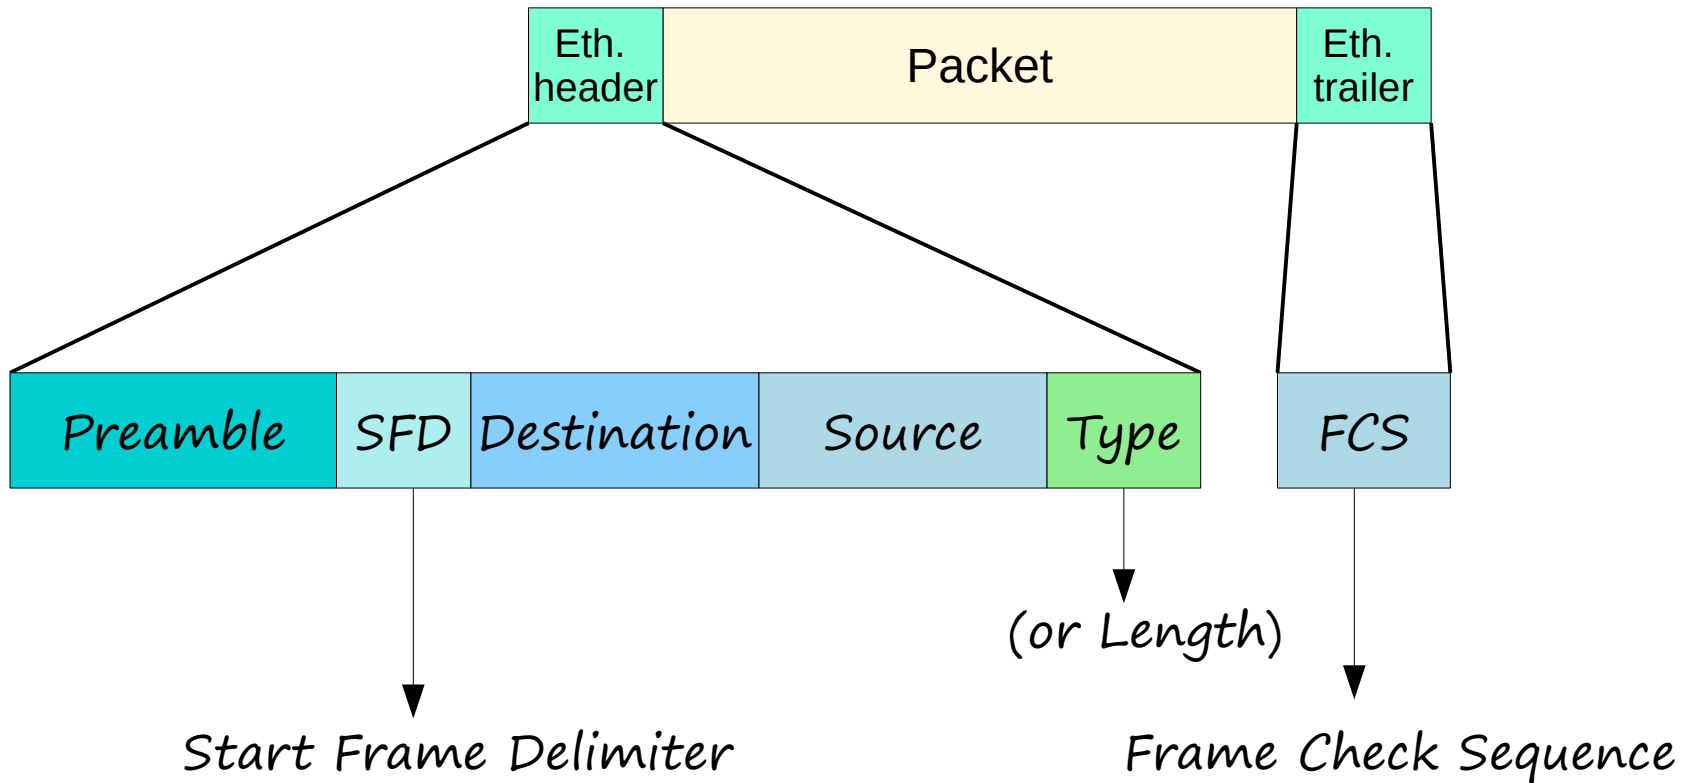 Eth.
header
Packet
Eth.
trailer
Preamble
SFD
Destination
Source
Type
FCS
(or Length)
Start Frame Delimiter
Frame Check Sequence